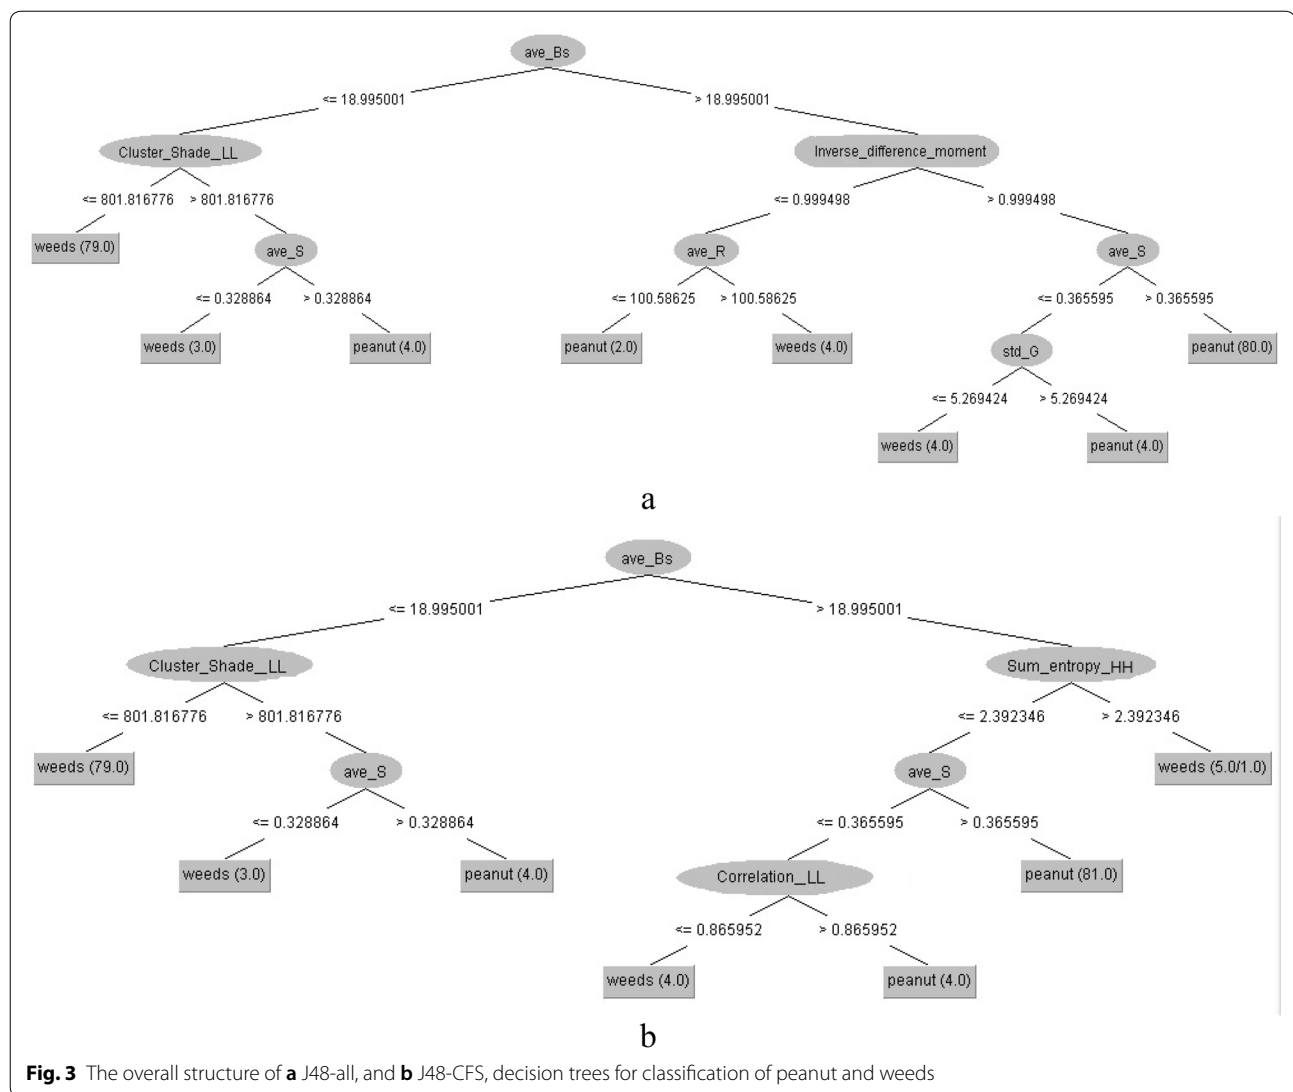 ave_Bs
<= 18.995001 > 18.995001
Cluster_Shade__LL Inverse_difference_moment
<= 801.816776 > 801.816776 <= 0.999498 > 0.999498
weeds (79.0) ave_S ave_R ave_S
<= 0.328864 > 0.328864 <= 100.58625 > 100.58625 <= 0.365595 > 0.365595
weeds (3.0) peanut (4.0) peanut (2.0) weeds (4.0) std_G peanut (80.0)
<= 5.269424 > 5.269424
weeds (4.0) peanut (4.0)
a
ave_Bs
<= 18.995001 > 18.995001
Cluster_Shade__LL Sum_entropy_HH
<= 801.816776 > 801.816776 <= 2.392346 > 2.392346
weeds (79.0) ave_S ave_S weeds (5.0/1.0)
<= 0.328864 > 0.328864 <= 0.365595 > 0.365595
weeds (3.0) peanut (4.0) Correlation__LL peanut (81.0)
<= 0.865952 > 0.865952
weeds (4.0) peanut (4.0)
b
Fig. 3 The overall structure of a J48-all, and b J48-CFS, decision trees for classification of peanut and weeds